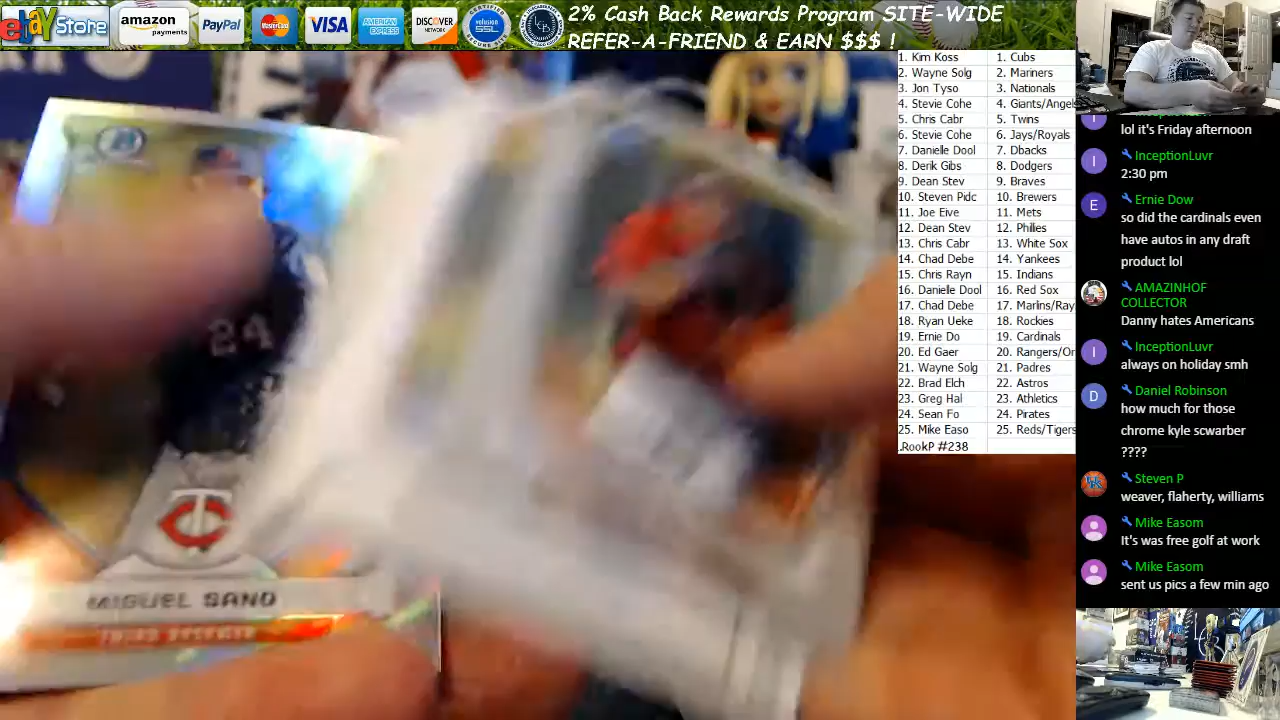 ebay Store
amazon
payments
PayPal
MasterCard
VISA
AMERICAN
EXPRESS
DISCOVER
NETWORK
SSL
2% Cash Back Rewards Program SITE-WIDE
REFER-A-FRIEND & EARN $$$ !
1. Kim Koss 1. Cubs
2. Wayne Solg 2. Mariners
3. Jon Tyso 3. Nationals
4. Stevie Cohe 4. Giants/Angels
5. Chris Cabr 5. Twins
6. Stevie Cohe 6. Jays/Royals
7. Danielle Dool 7. Dbacks
8. Derik Gibs 8. Dodgers
9. Dean Stev 9. Braves
10. Steven Pidc 10. Brewers
11. Joe Eive 11. Mets
12. Dean Stev 12. Philies
13. Chris Cabr 13. White Sox
14. Chad Debe 14. Yankees
15. Chris Rayn 15. Indians
16. Danielle Dool 16. Red Sox
17. Chad Debe 17. Marlins/Ray
18. Ryan Ueke 18. Rockies
19. Ernie Do 19. Cardinals
20. Ed Gaer 20. Rangers/Or
21. Wayne Solg 21. Padres
22. Brad Elch 22. Astros
23. Greg Hal 23. Athletics
24. Sean Fo 24. Pirates
25. Mike Easo 25. Reds/Tigers
.RookP #238
lol it's Friday afternoon
I InceptionLuvr
2:30 pm
E Ernie Dow
so did the cardinals even
have autos in any draft
product lol
AMAZINHOF
COLLECTOR
Danny hates Americans
I InceptionLuvr
always on holiday smh
D Daniel Robinson
how much for those
chrome kyle scwarber
????
Steven P
weaver, flaherty, williams
Mike Easom
It's was free golf at work
Mike Easom
sent us pics a few min ago
24
TC
MIGUEL SANO
THIRD BASEMAN